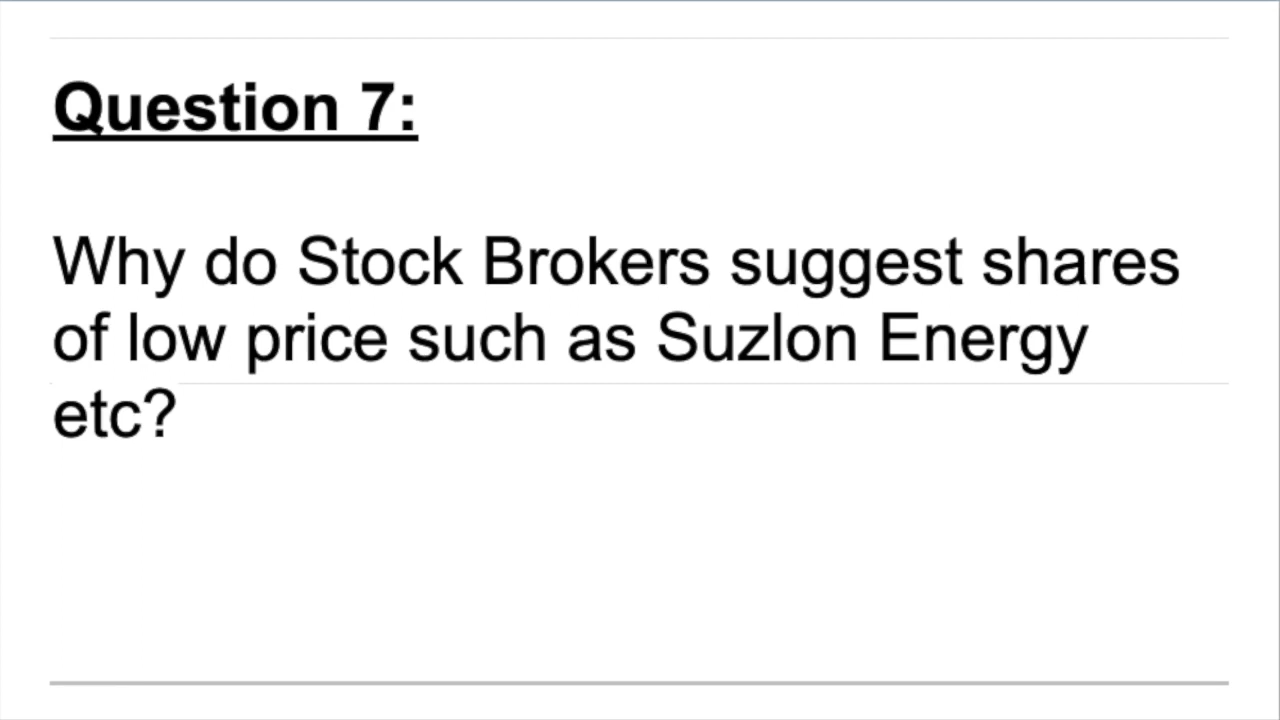 Question 7:
Why do Stock Brokers suggest shares
of low price such as Suzlon Energy
etc?